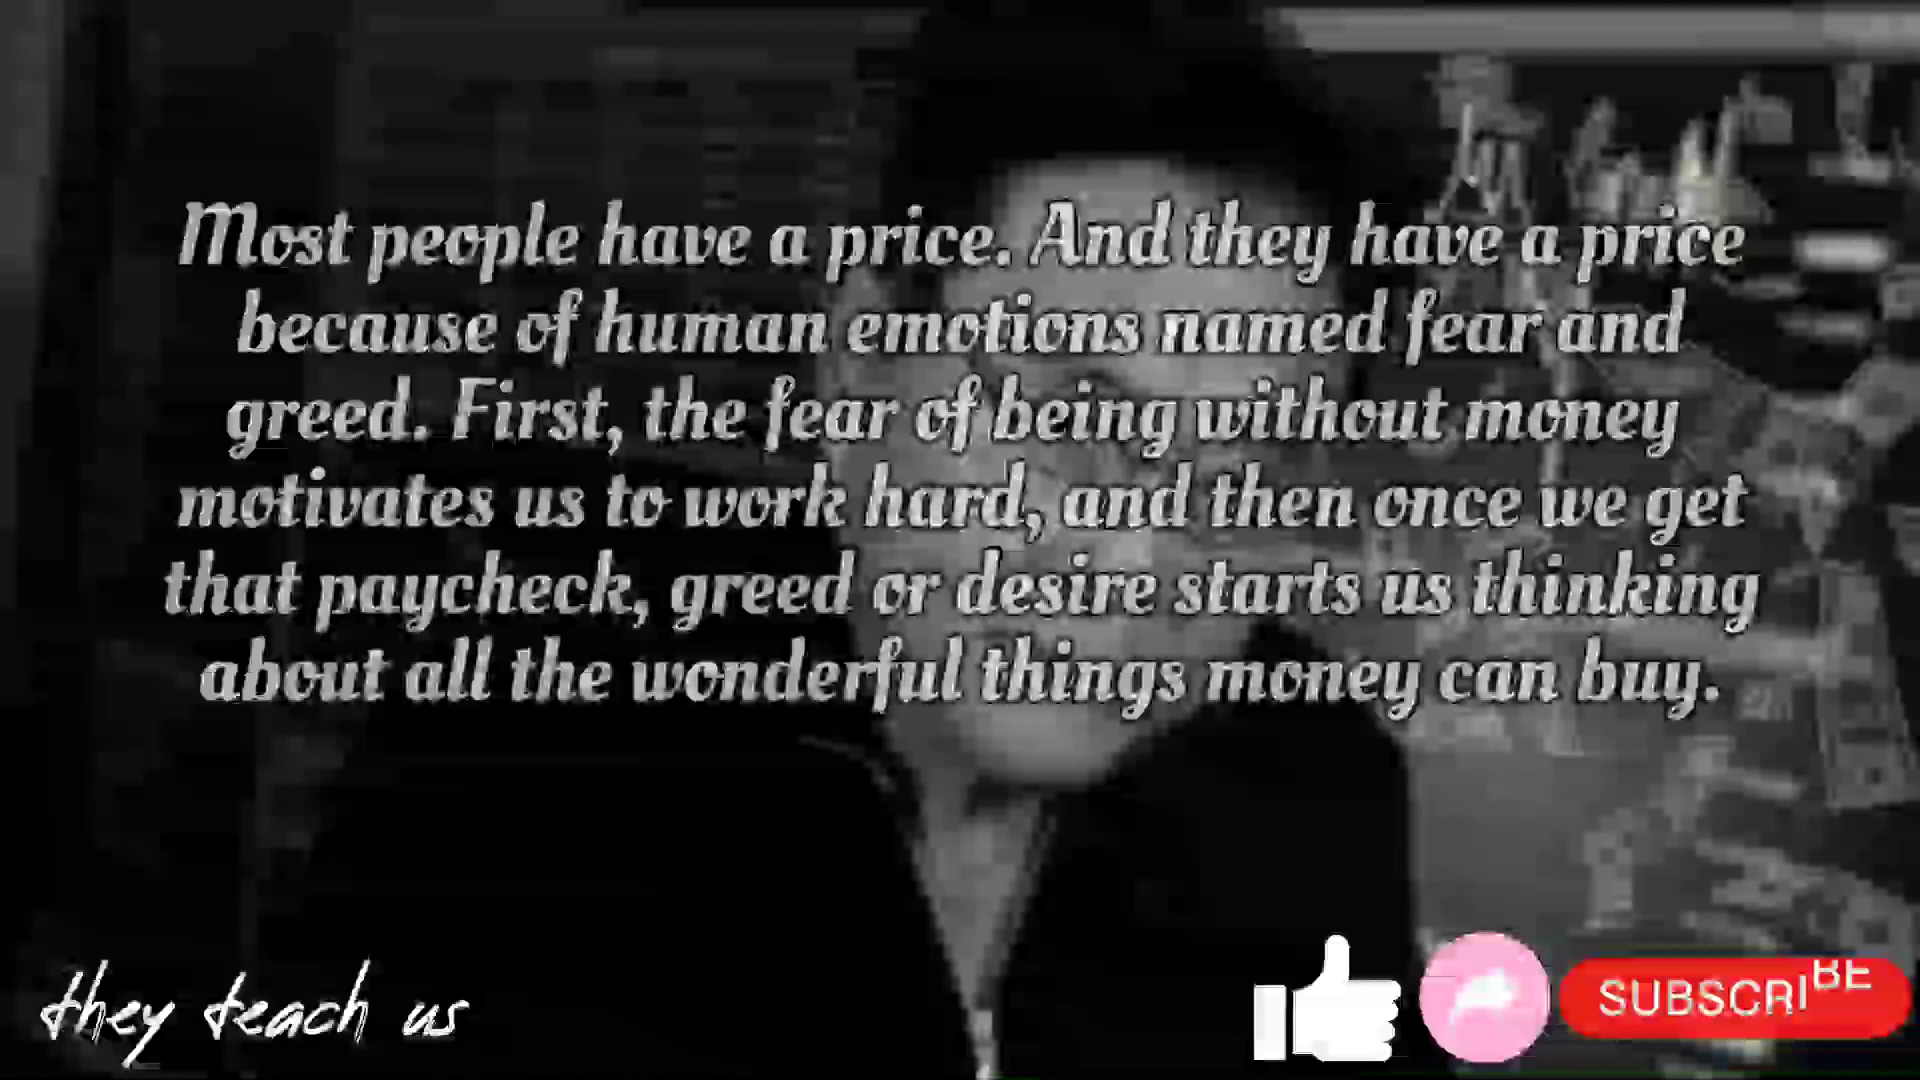 Most people have a price. And they have a price
because of human emotions named fear and
greed. First, the fear of being without money
motivates us to work hard, and then once we get
that paycheck, greed or desire starts us thinking
about all the wonderful things money can buy.
they teach us
SUBSCRIBE